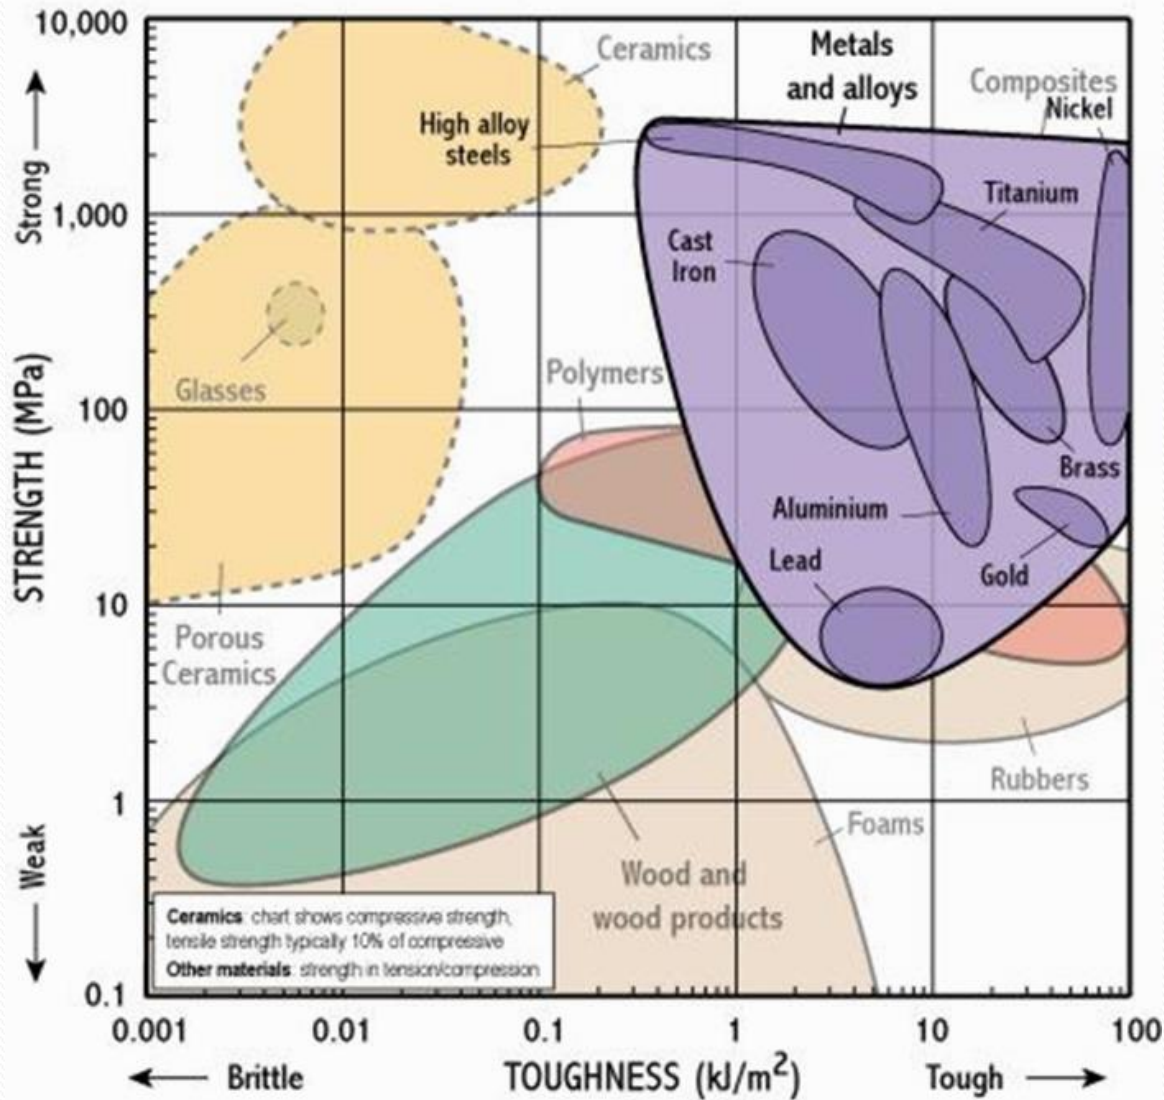 10,000
1,000
100
10
1
0.1
Strong
STRENGTH (MPa)
Weak
Ceramics
Metals
and alloys
Composites
Nickel
High alloy
steels
Titanium
Cast
Iron
Glasses
Polymers
Brass
Aluminium
Lead
Gold
Porous
Ceramics
Rubbers
Foams
Wood and
wood products
Ceramics: chart shows compressive strength,
tensile strength typically 10% of compressive
Other materials: strength in tension/compression
0.001 0.01 0.1 1 10 100
Brittle TOUGHNESS (kJ/m²) Tough